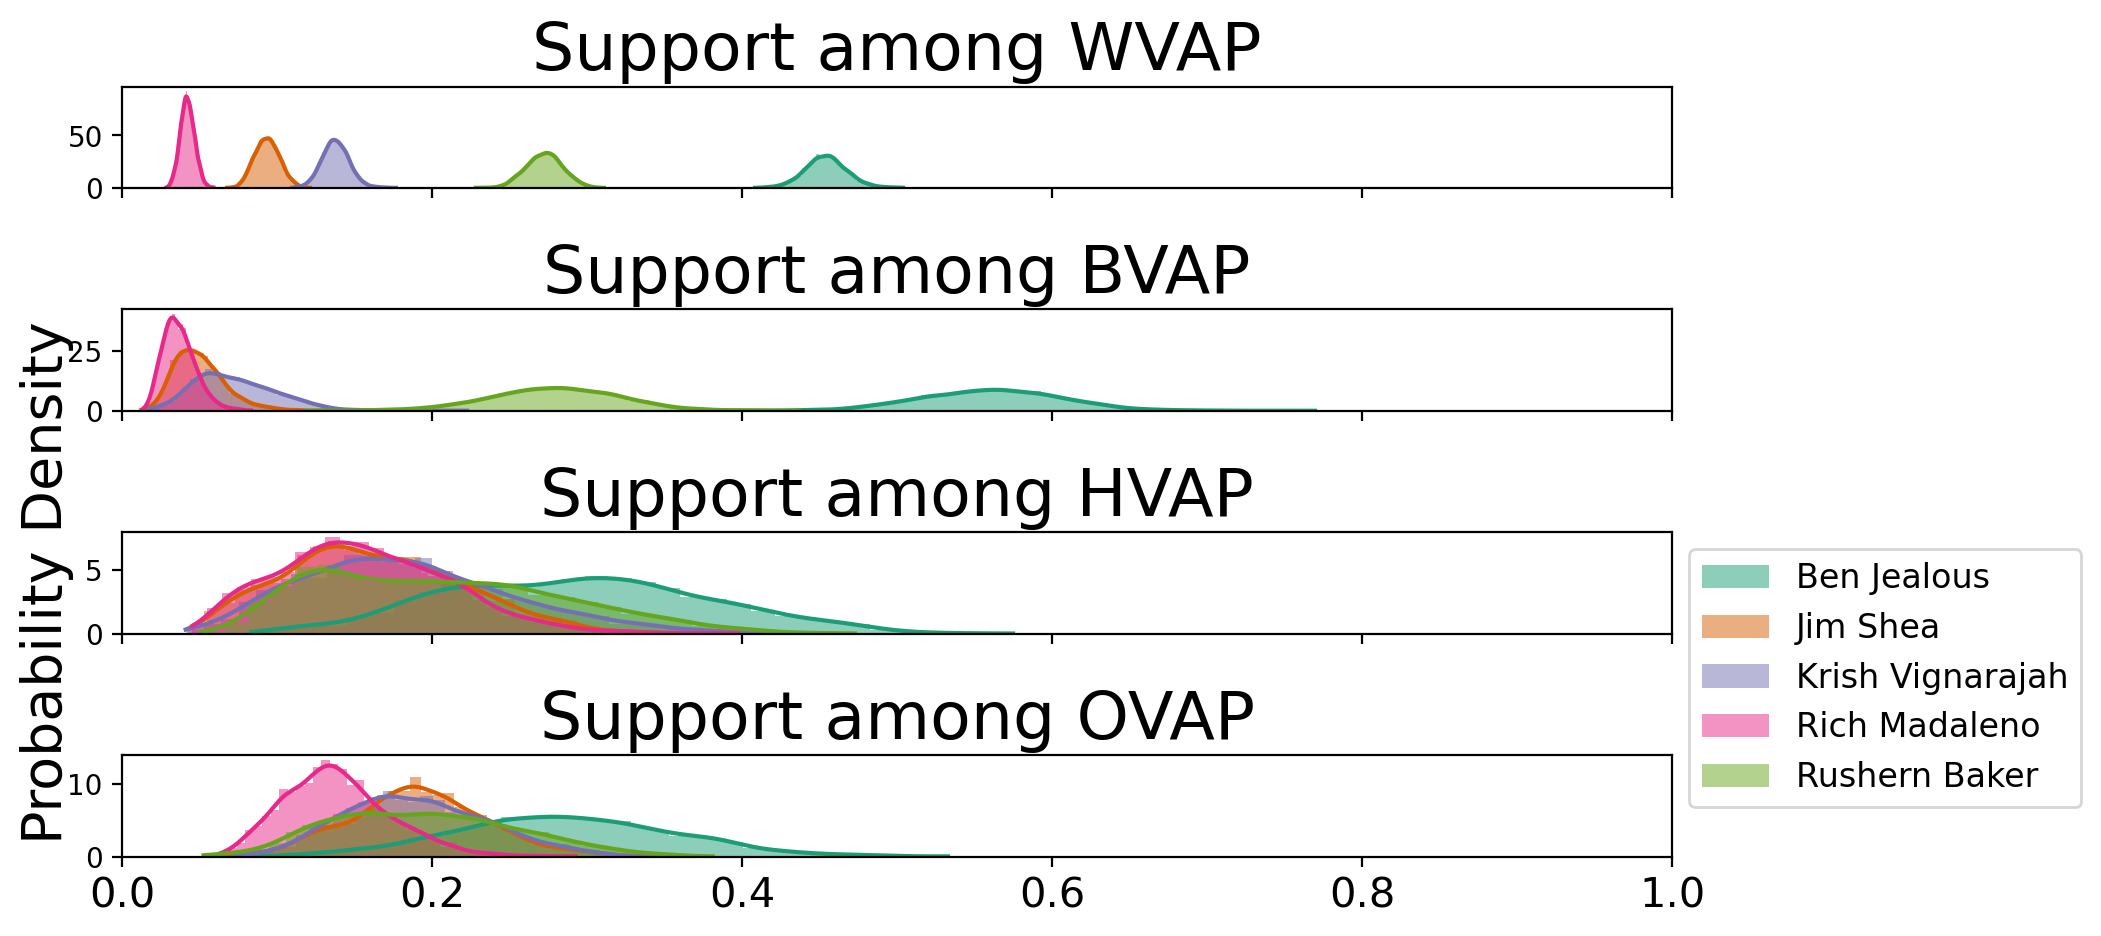 Support among WVAP
50
0
Support among BVAP
25
0
Support among HVAP
5
0
Support among OVAP
10
0
0.0 0.2 0.4 0.6 0.8 1.0
Probability Density
Ben Jealous
Jim Shea
Krish Vignarajah
Rich Madaleno
Rushern Baker